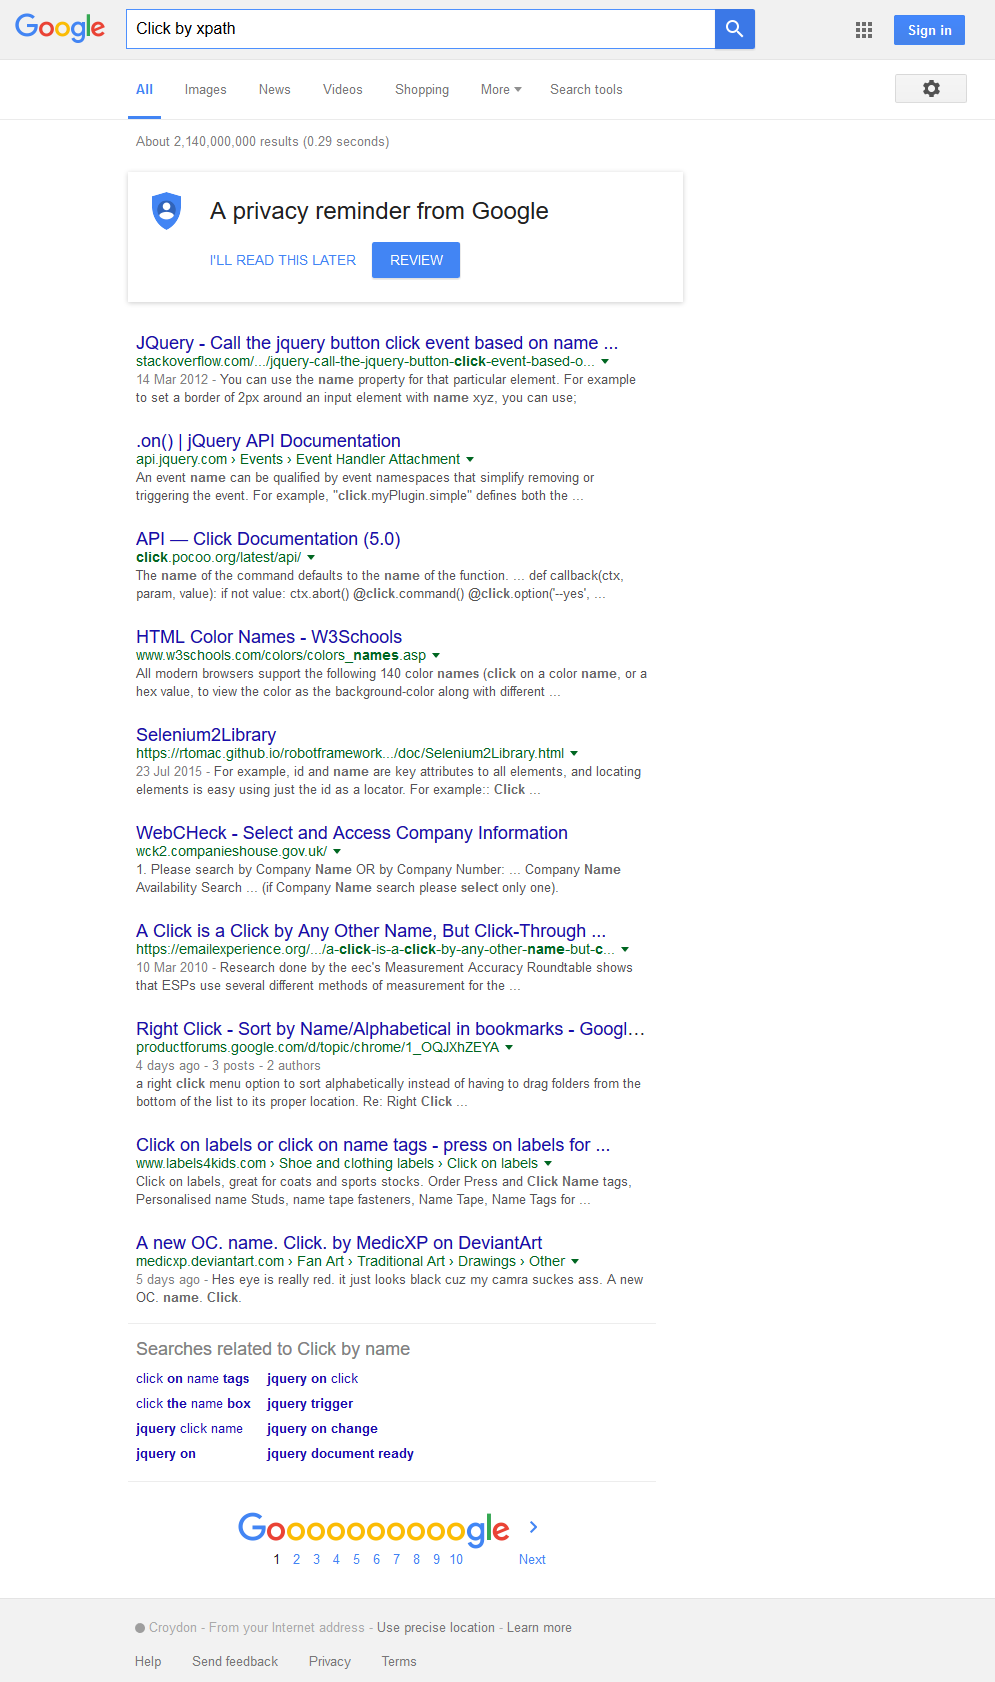 Google
Click by xpath
Sign in
All Images News Videos Shopping More Search tools
About 2,140,000,000 results (0.29 seconds)
A privacy reminder from Google
I'LL READ THIS LATER REVIEW
JQuery - Call the jquery button click event based on name ...
stackoverflow.com/.../jquery-call-the-jquery-button-click-event-based-o...
14 Mar 2012 - You can use the name property for that particular element. For example
to set a border of 2px around an input element with name xyz, you can use;
.on() | jQuery API Documentation
api.jquery.com › Events › Event Handler Attachment
An event name can be qualified by event namespaces that simplify removing or
triggering the event. For example, "click.myPlugin.simple" defines both the ...
API — Click Documentation (5.0)
click.pocoo.org/latest/api/
The name of the command defaults to the name of the function. ... def callback(ctx,
param, value): if not value: ctx.abort() @click.command() @click.option('--yes', ...
HTML Color Names - W3Schools
www.w3schools.com/colors/colors_names.asp
All modern browsers support the following 140 color names (click on a color name, or a
hex value, to view the color as the background-color along with different ...
Selenium2Library
https://rtomac.github.io/robotframework.../doc/Selenium2Library.html
23 Jul 2015 - For example, id and name are key attributes to all elements, and locating
elements is easy using just the id as a locator. For example:: Click ...
WebCHeck - Select and Access Company Information
wck2.companieshouse.gov.uk/
1. Please search by Company Name OR by Company Number: ... Company Name
Availability Search ... (if Company Name search please select only one).
A Click is a Click by Any Other Name, But Click-Through ...
https://emailexperience.org/.../a-click-is-a-click-by-any-other-name-but-c...
10 Mar 2010 - Research done by the eec's Measurement Accuracy Roundtable shows
that ESPs use several different methods of measurement for the ...
Right Click - Sort by Name/Alphabetical in bookmarks - Googl...
productforums.google.com/d/topic/chrome/1_OQJXhZEYA
4 days ago - 3 posts - 2 authors
a right click menu option to sort alphabetically instead of having to drag folders from the
bottom of the list to its proper location. Re: Right Click ...
Click on labels or click on name tags - press on labels for ...
www.labels4kids.com › Shoe and clothing labels › Click on labels
Click on labels, great for coats and sports stocks. Order Press and Click Name tags,
Personalised name Studs, name tape fasteners, Name Tape, Name Tags for ...
A new OC. name. Click. by MedicXP on DeviantArt
medicxp.deviantart.com › Fan Art › Traditional Art › Drawings › Other
5 days ago - Hes eye is really red. it just looks black cuz my camra suckes ass. A new
OC. name. Click.
Searches related to Click by name
click on name tags jquery on click
click the name box jquery trigger
jquery click name jquery on change
jquery on jquery document ready
Goooooooooogle
1 2 3 4 5 6 7 8 9 10 Next
Croydon - From your Internet address - Use precise location - Learn more
Help Send feedback Privacy Terms